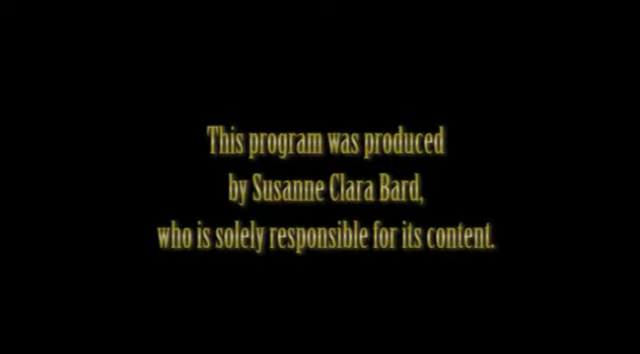 This program was produced
by Susanne Clara Bard,
who is solely responsible for its content.